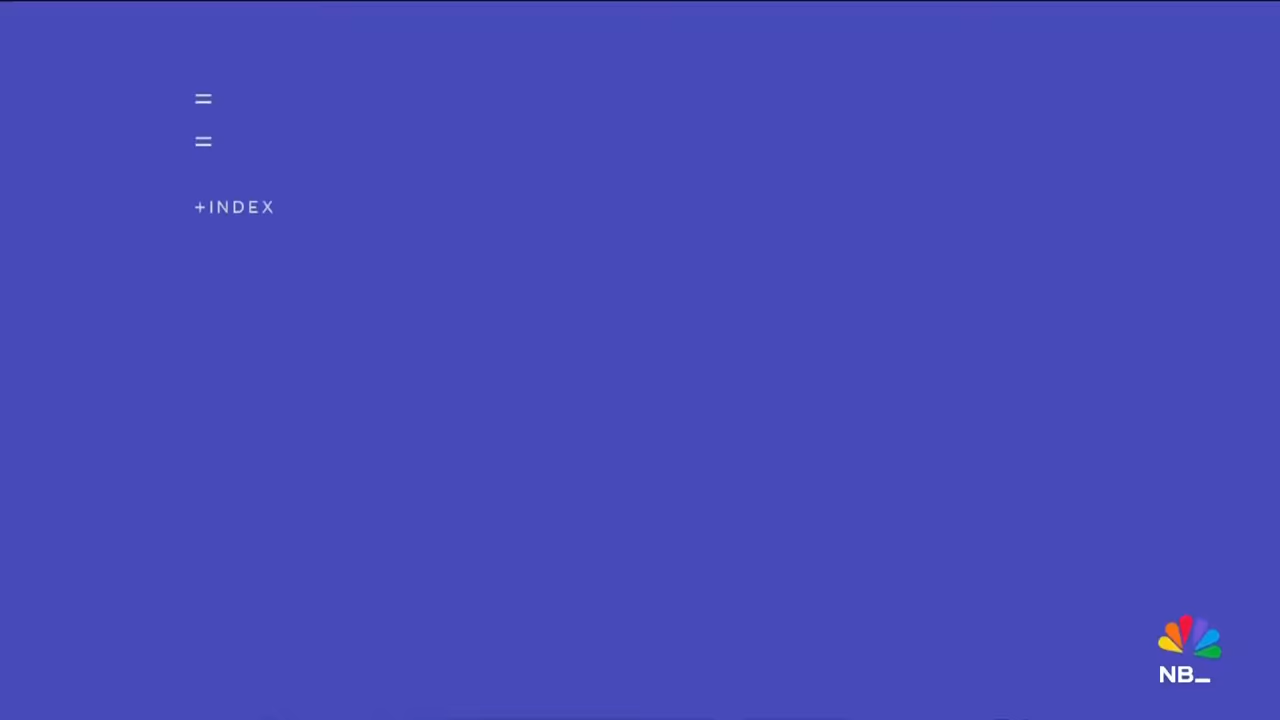 =
=
+INDEX
NB_